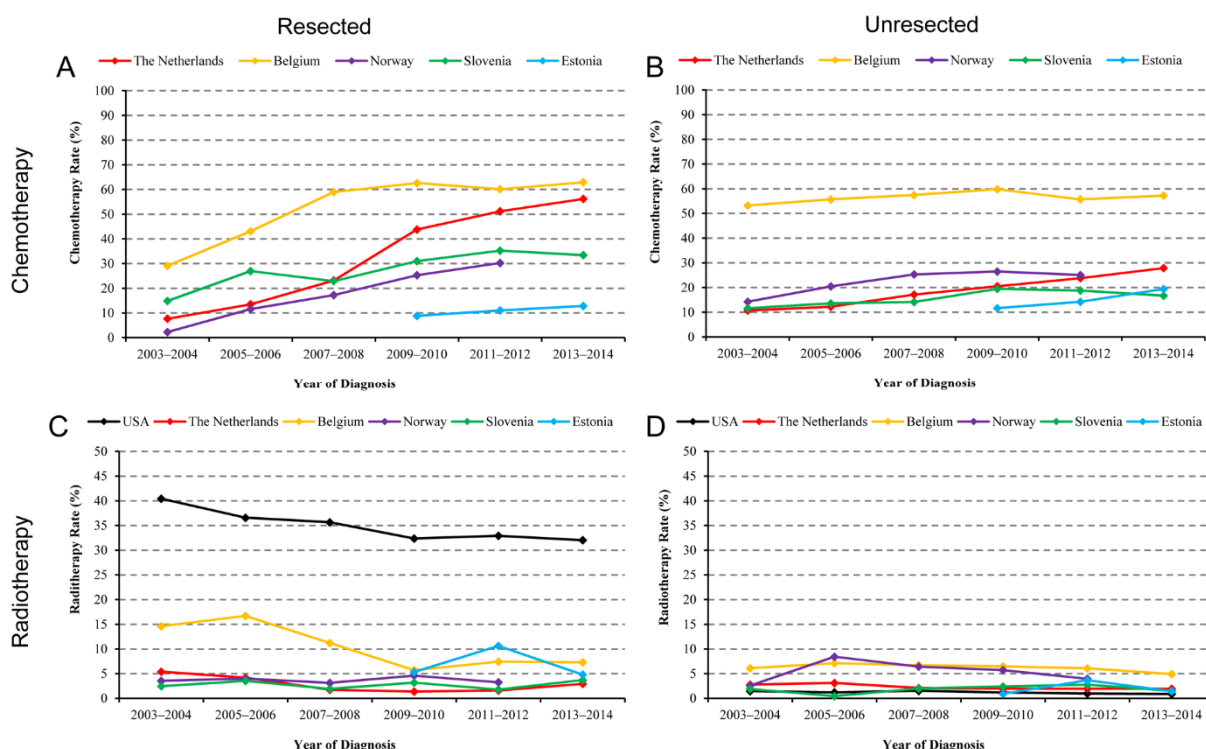 Resected
Unresected
Chemotherapy
A
The Netherlands Belgium Norway Slovenia Estonia
Chemotherapy Rate (%)
100
90
80
70
60
50
40
30
20
10
0
2003–2004 2005–2006 2007–2008 2009–2010 2011–2012 2013–2014
Year of Diagnosis
B
The Netherlands Belgium Norway Slovenia Estonia
Chemotherapy Rate (%)
100
90
80
70
60
50
40
30
20
10
0
2003–2004 2005–2006 2007–2008 2009–2010 2011–2012 2013–2014
Year of Diagnosis
Radiotherapy
C
USA The Netherlands Belgium Norway Slovenia Estonia
Raditherapy Rate (%)
50
45
40
35
30
25
20
15
10
5
0
2003–2004 2005–2006 2007–2008 2009–2010 2011–2012 2013–2014
Year of Diagnosis
D
USA The Netherlands Belgium Norway Slovenia Estonia
Radiotherapy Rate (%)
50
45
40
35
30
25
20
15
10
5
0
2003–2004 2005–2006 2007–2008 2009–2010 2011–2012 2013–2014
Year of Diagnosis